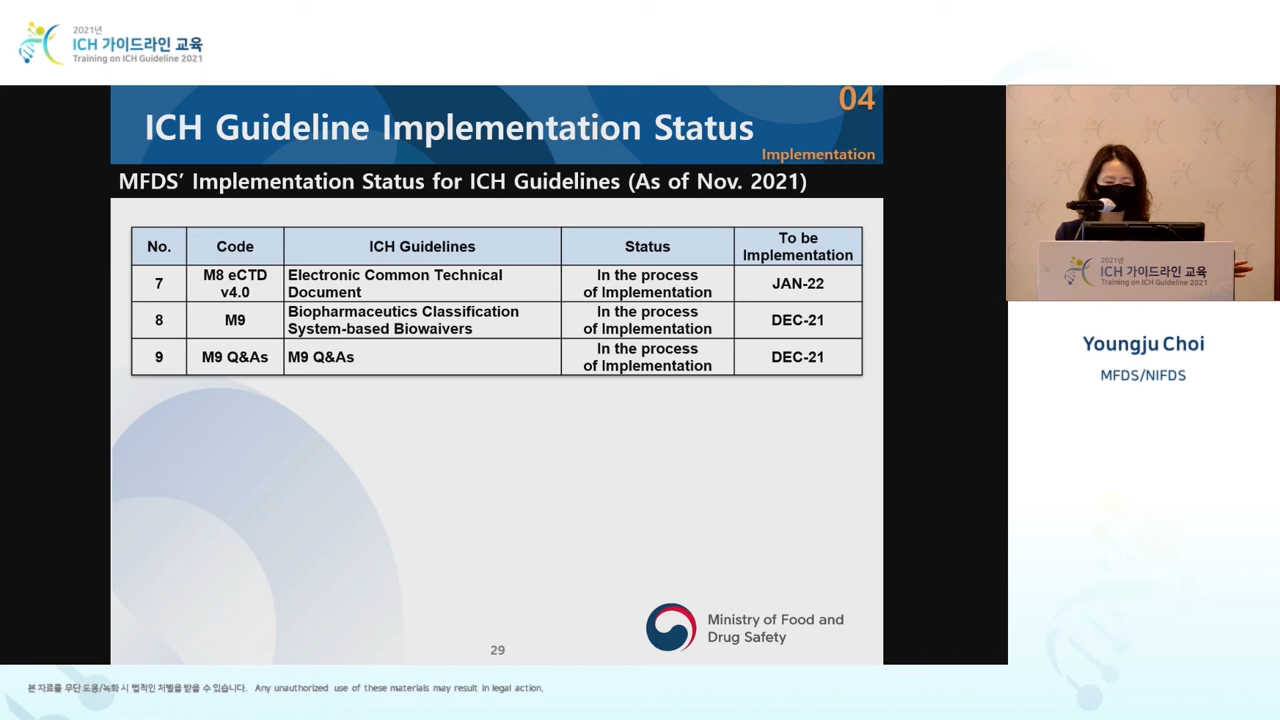 2021년
ICH 가이드라인 교육
Training on ICH Guideline 2021
04
ICH Guideline Implementation Status
Implementation
MFDS’ Implementation Status for ICH Guidelines (As of Nov. 2021)
No. Code ICH Guidelines Status To be Implementation
7 M8 eCTD v4.0 Electronic Common Technical Document In the process of Implementation JAN-22
8 M9 Biopharmaceutics Classification System-based Biowaivers In the process of Implementation DEC-21
9 M9 Q&As M9 Q&As In the process of Implementation DEC-21
Ministry of Food and
Drug Safety
29
2021년
ICH 가이드라인 교육
Training on ICH Guideline 2021
Youngju Choi
MFDS/NIFDS
본 자료를 무단 도용/녹화 시 법적인 처벌을 받을 수 있습니다. Any unauthorized use of these materials may result in legal action.